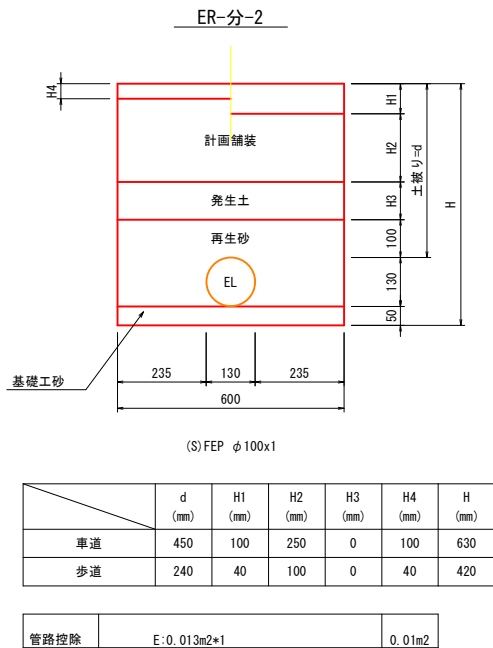 ER-分-2
H4
H1
計画舗装
H2
土被り=d
H
発生土
H3
再生砂
100
EL
130
50
基礎工砂
235
130
235
600
(S)FEP φ100x1
d H1 H2 H3 H4 H
(mm) (mm) (mm) (mm) (mm) (mm)
車道 450 100 250 0 100 630
歩道 240 40 100 0 40 420
管路控除 E:0.013m2*1 0.01m2